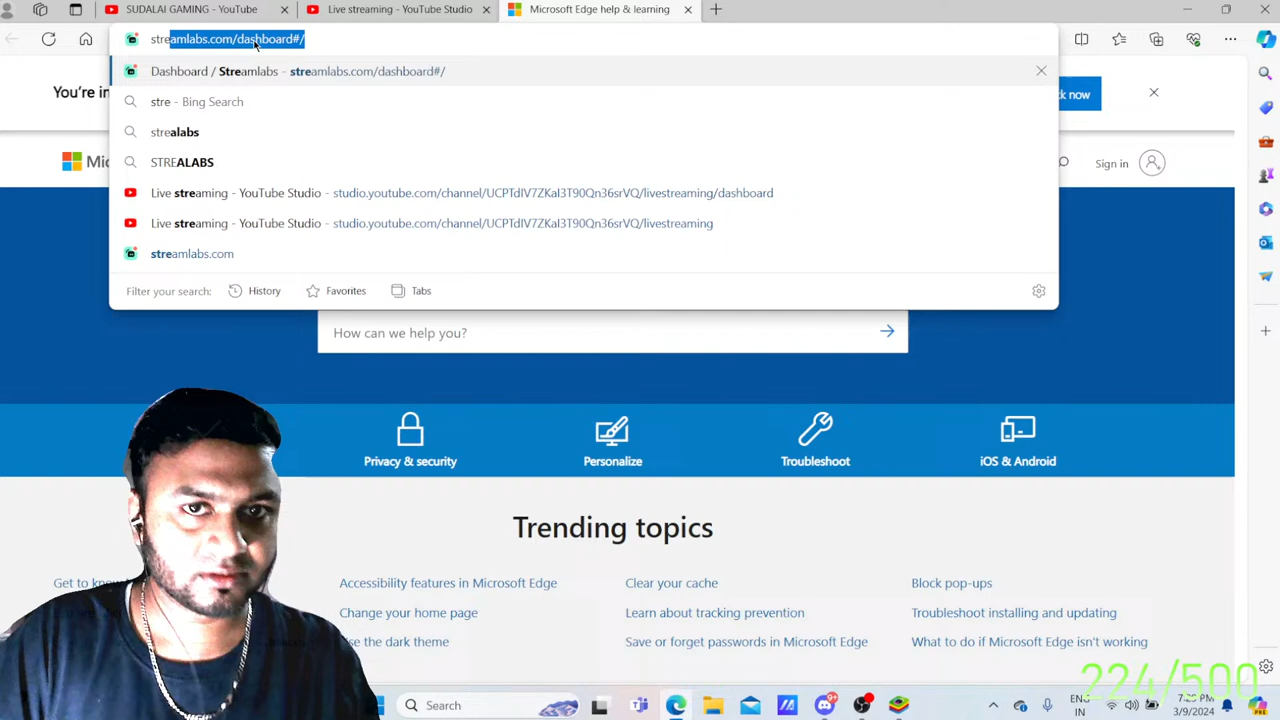 SUDALAI GAMING - YouTube
Live streaming - YouTube Studio
Microsoft Edge help & learning
streamlabs.com/dashboard#/
Dashboard / Streamlabs - streamlabs.com/dashboard#/
stre - Bing Search
strealabs
STREALABS
Live streaming - YouTube Studio - studio.youtube.com/channel/UCPTdIV7ZKaI3T90Qn36srVQ/livestreaming/dashboard
Live streaming - YouTube Studio - studio.youtube.com/channel/UCPTdIV7ZKaI3T90Qn36srVQ/livestreaming
streamlabs.com
Filter your search: History Favorites Tabs
You're in
ck now
Mic
Sign in
How can we help you?
Privacy & security
Personalize
Troubleshoot
iOS & Android
Trending topics
Get to kno
Accessibility features in Microsoft Edge
Clear your cache
Block pop-ups
Change your home page
Learn about tracking prevention
Troubleshoot installing and updating
se the dark theme
Save or forget passwords in Microsoft Edge
What to do if Microsoft Edge isn't working
224/500
Search
9+
ENG
IN
3/9/2024
PRE